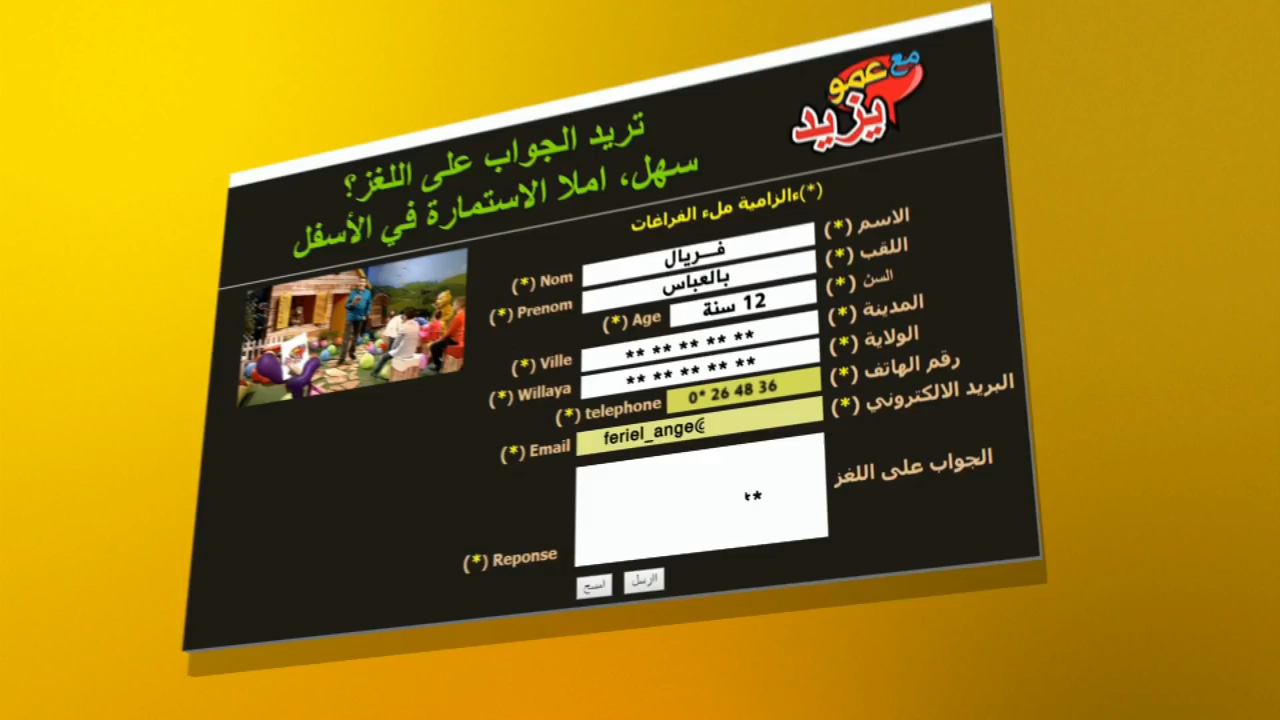 مع عمو يزيد
تريد الجواب على اللغز؟
سهل، املا الاستمارة في الأسفل
(*)ءالزامية ملء الفراغات
الاسم (*) فـريال (*) Nom
اللقب (*) بالعباس (*) Prenom
السن (*) 12 سنة (*) Age
المدينة (*) ** ** ** ** ** (*) Ville
الولاية (*) ** ** ** ** ** (*) Willaya
رقم الهاتف (*) 0* 26 48 36 (*) telephone
البريد الالكتروني (*) feriel_ange@ (*) Email
الجواب على اللغز
(*) Reponse
امسح